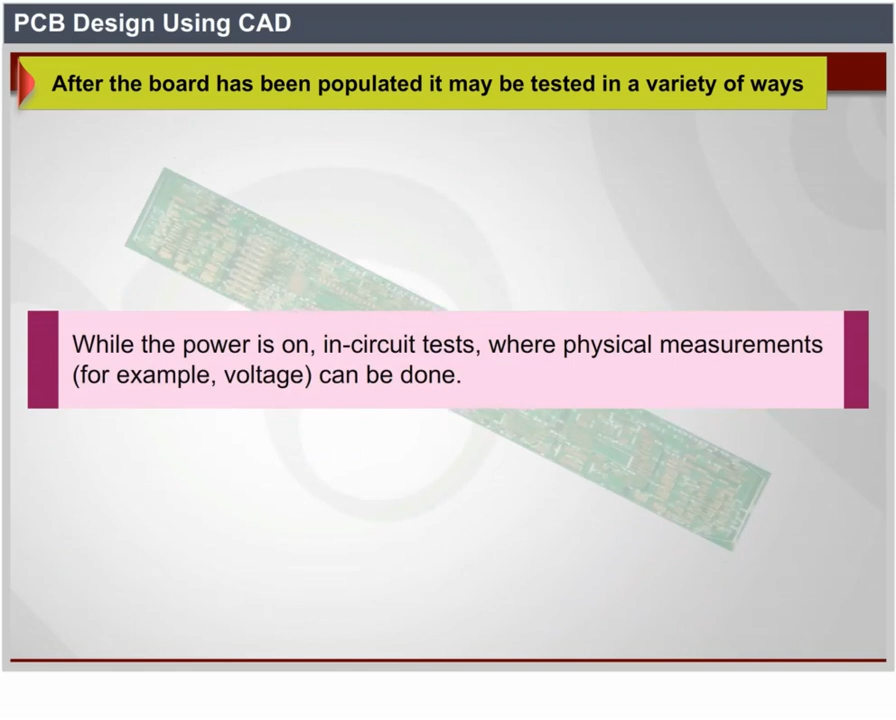 PCB Design Using CAD
After the board has been populated it may be tested in a variety of ways
While the power is on, in-circuit tests, where physical measurements
(for example, voltage) can be done.